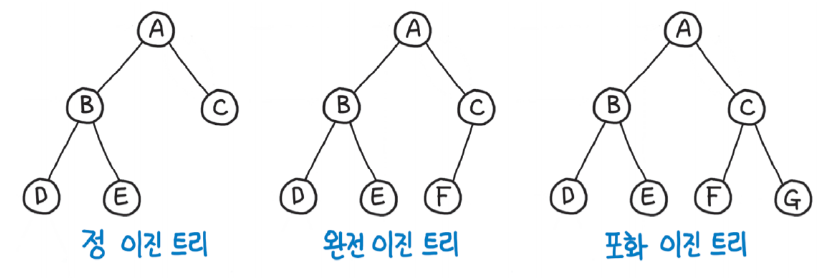 A A A
B C B C B C
D E D E F D E F G
정 이진 트리 완전 이진 트리 포화 이진 트리